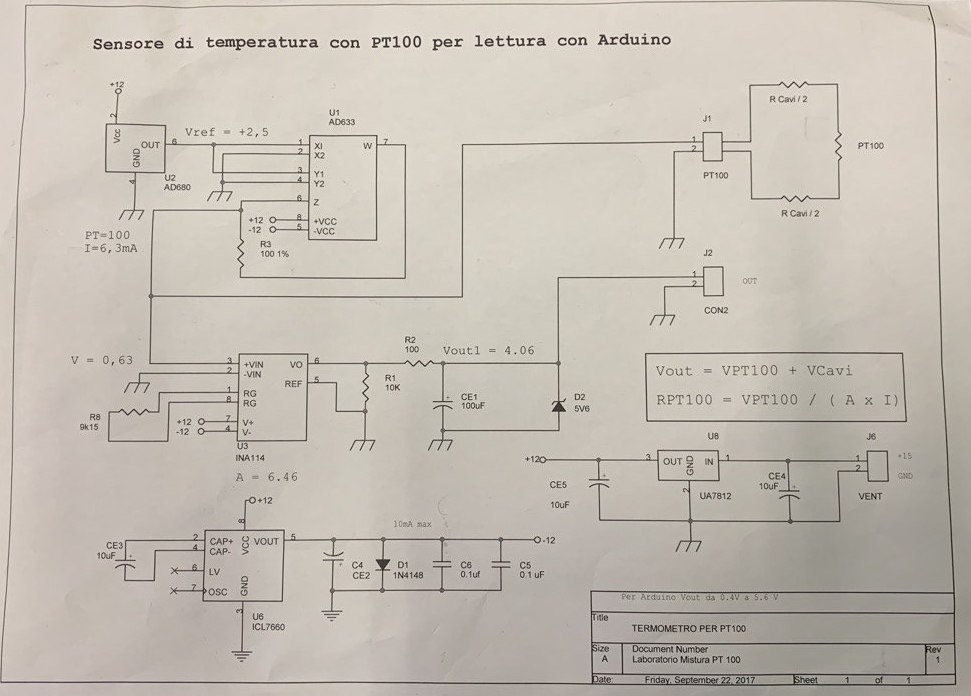 Sensore di temperatura con PT100 per lettura con Arduino
+12
2
Vcc
OUT
6
GND
4
U2
AD680
Vref = +2,5
U1
AD633
1
XI
2
X2
3
Y1
4
Y2
6
Z
W
7
+12
8
+VCC
-12
5
-VCC
R3
100 1%
PT=100
I=6,3mA
J1
1
2
PT100
R Cavi / 2
PT100
R Cavi / 2
J2
1
2
OUT
CON2
V = 0,63
3
+VIN
2
-VIN
1
RG
8
RG
7
V+
4
V-
+12
-12
VO
6
REF
5
R8
9k15
U3
INA114
A = 6.46
R2
100
Vout1 = 4.06
R1
10K
CE1
100uF
D2
5V6
Vout = VPT100 + VCavi
RPT100 = VPT100 / ( A x I)
U8
+12
3
OUT
GND
IN
1
2
UA7812
CE5
10uF
CE4
10uF
J6
1
2
+15
GND
VENT
+12
8
CE3
10uF
2
CAP+
4
CAP-
VCC
VOUT
5
6
LV
7
OSC
GND
3
U6
ICL7660
10mA max
-12
C4
CE2
D1
1N4148
C6
0.1uf
C5
0.1 uF
Per Arduino Vout da 0.4V a 5.6 V
Title
TERMOMETRO PER PT100
Size
A
Document Number
Laboratorio Mistura PT 100
Rev
1
Date: Friday, September 22, 2017 Sheet 1 of 1